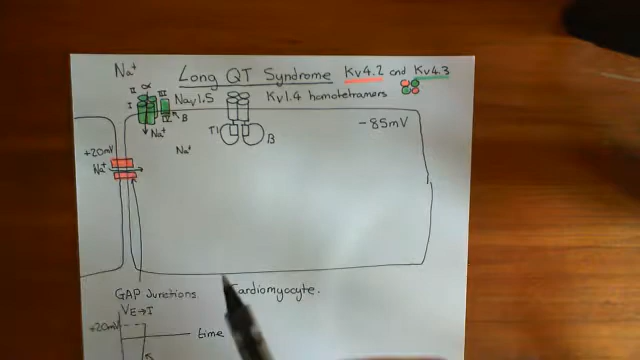 Long QT Syndrome Kv4.2 and Kv4.3
Na⁺
II α III
I Nav1.5 Kv1.4 homotetramers
IV β
Na⁺ T1 β -85mV
+20mV Na⁺
Na⁺
GAP Junctions Cardiomyocyte.
VE→I
+20mV time